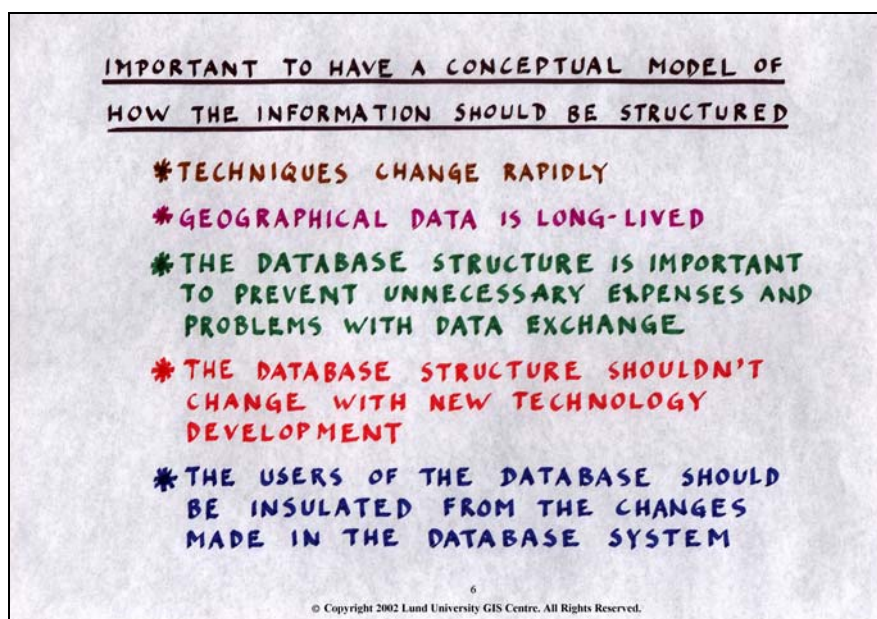 IMPORTANT TO HAVE A CONCEPTUAL MODEL OF
HOW THE INFORMATION SHOULD BE STRUCTURED
* TECHNIQUES CHANGE RAPIDLY
* GEOGRAPHICAL DATA IS LONG-LIVED
* THE DATABASE STRUCTURE IS IMPORTANT
TO PREVENT UNNECESSARY EXPENSES AND
PROBLEMS WITH DATA EXCHANGE
* THE DATABASE STRUCTURE SHOULDN'T
CHANGE WITH NEW TECHNOLOGY
DEVELOPMENT
* THE USERS OF THE DATABASE SHOULD
BE INSULATED FROM THE CHANGES
MADE IN THE DATABASE SYSTEM
6
© Copyright 2002 Lund University GIS Centre. All Rights Reserved.